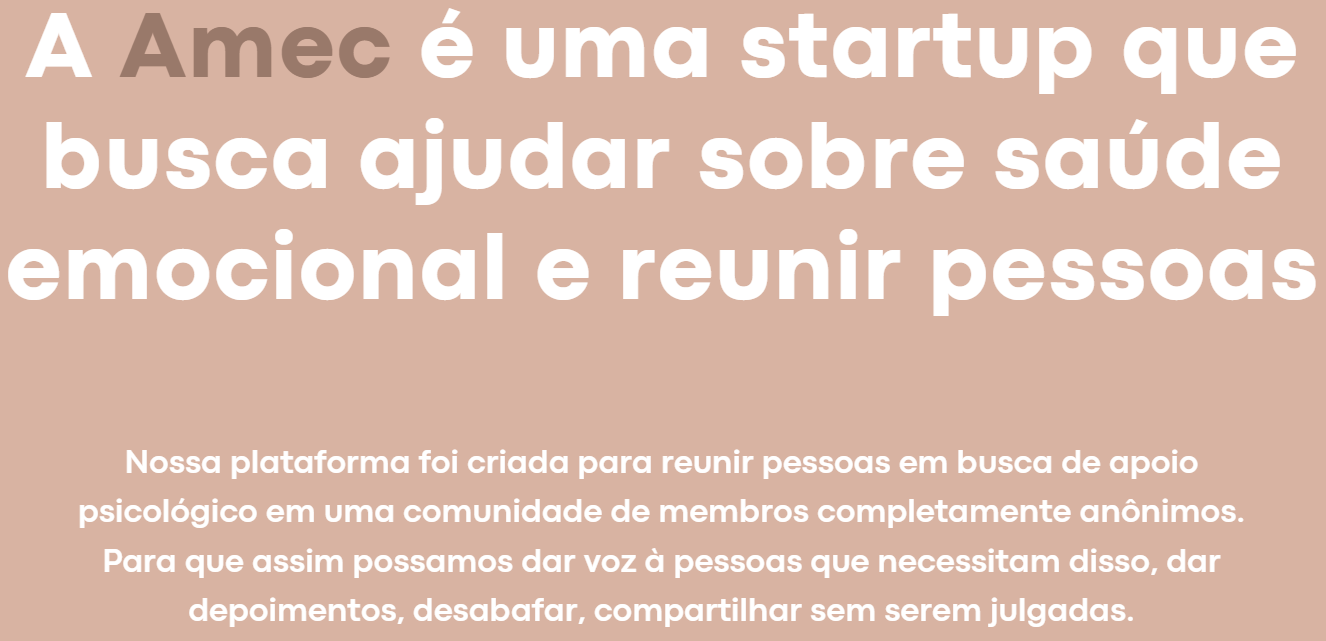 A Amec é uma startup que
busca ajudar sobre saúde
emocional e reunir pessoas
Nossa plataforma foi criada para reunir pessoas em busca de apoio
psicológico em uma comunidade de membros completamente anônimos.
Para que assim possamos dar voz à pessoas que necessitam disso, dar
depoimentos, desabafar, compartilhar sem serem julgadas.